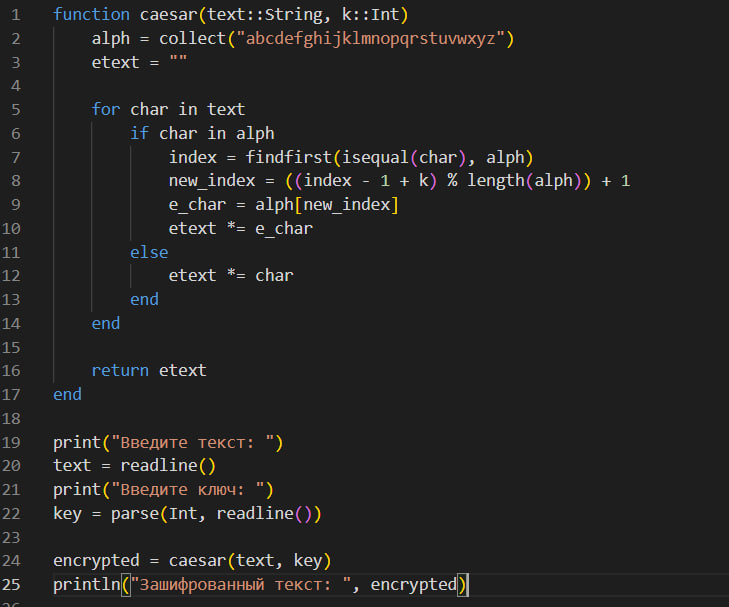 1 function caesar(text::String, k::Int)
2     alph = collect("abcdefghijklmnopqrstuvwxyz")
3     etext = ""
4
5     for char in text
6         if char in alph
7             index = findfirst(isequal(char), alph)
8             new_index = ((index - 1 + k) % length(alph)) + 1
9             e_char = alph[new_index]
10             etext *= e_char
11         else
12             etext *= char
13         end
14     end
15
16     return etext
17 end
18
19 print("Введите текст: ")
20 text = readline()
21 print("Введите ключ: ")
22 key = parse(Int, readline())
23
24 encrypted = caesar(text, key)
25 println("Зашифрованный текст: ", encrypted)
26